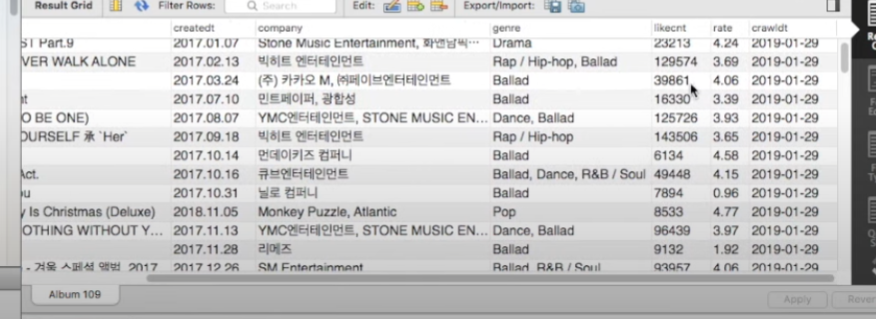 Result Grid Filter Rows: Search Edit: Export/Import:
createdt company genre likecnt rate crawldt
ST Part.9 2017.01.07 Stone Music Entertainment, 화앤담픽… Drama 23213 4.24 2019-01-29
VER WALK ALONE 2017.02.13 빅히트 엔터테인먼트 Rap / Hip-hop, Ballad 129574 3.69 2019-01-29
2017.03.24 (주) 카카오 M, ㈜페이브엔터테인먼트 Ballad 39861 4.06 2019-01-29
t 2017.07.10 민트페이퍼, 광합성 Ballad 16330 3.39 2019-01-29
O BE ONE) 2017.08.07 YMC엔터테인먼트, STONE MUSIC EN... Dance, Ballad 125726 3.93 2019-01-29
OURSELF 承 `Her` 2017.09.18 빅히트 엔터테인먼트 Rap / Hip-hop 143506 3.65 2019-01-29
2017.10.14 먼데이키즈 컴퍼니 Ballad 6134 4.58 2019-01-29
Act. 2017.10.16 큐브엔터테인먼트 Ballad, Dance, R&B / Soul 49448 4.15 2019-01-29
u 2017.10.31 닐로 컴퍼니 Ballad 7894 0.96 2019-01-29
y Is Christmas (Deluxe) 2018.11.05 Monkey Puzzle, Atlantic Pop 8533 4.77 2019-01-29
OTHING WITHOUT Y... 2017.11.13 YMC엔터테인먼트, STONE MUSIC EN... Dance, Ballad 96439 3.97 2019-01-29
2017.11.28 리메즈 Ballad 9132 1.92 2019-01-29
- 겨울 스페셜 앨범, 2017 2017.12.26 SM Entertainment Ballad, R&B / Soul 93957 4.06 2019-01-29
Album 109
Apply Rever